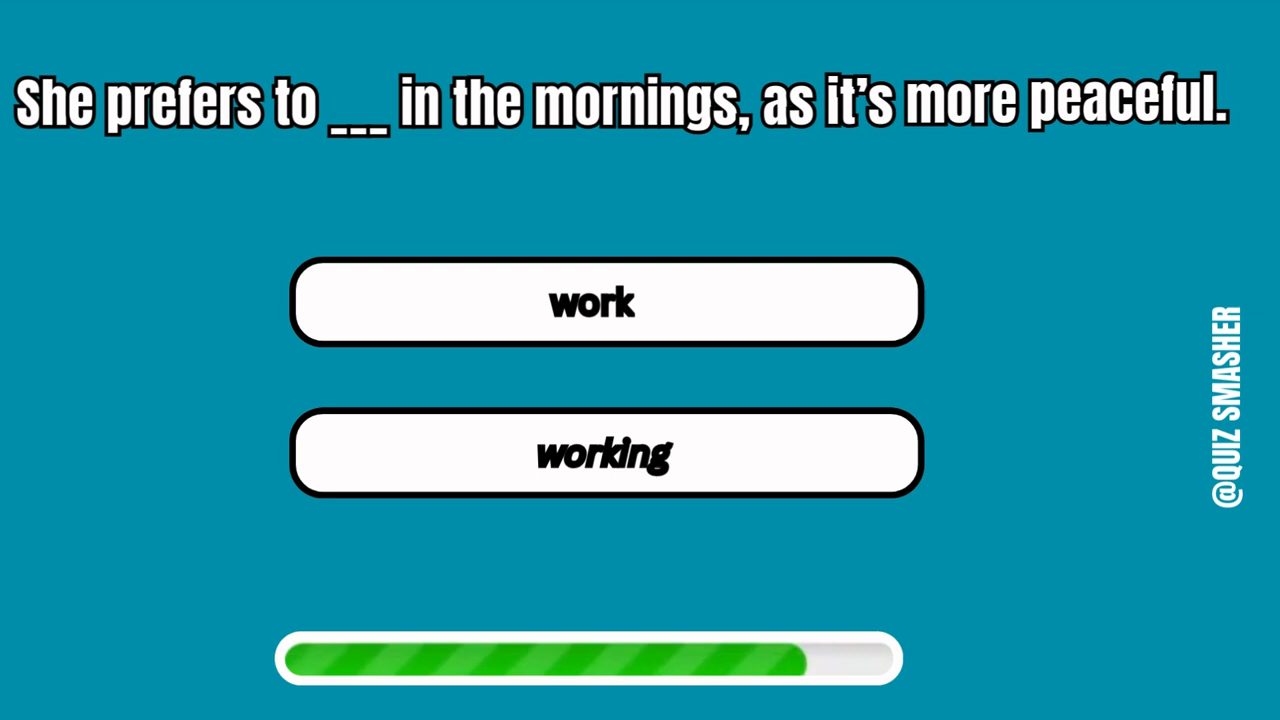 She prefers to ___ in the mornings, as it’s more peaceful.
work
working
@QUIZ SMASHER